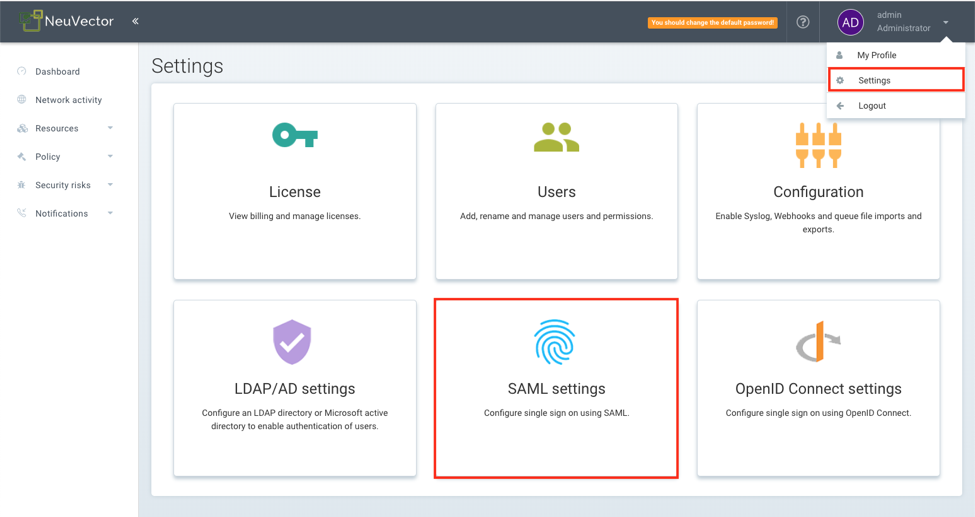 NeuVector
«
You should change the default password!
?
AD
admin
Administrator
My Profile
Settings
Logout
Dashboard
Network activity
Resources
Policy
Security risks
Notifications
Settings
License
View billing and manage licenses.
Users
Add, rename and manage users and permissions.
Configuration
Enable Syslog, Webhooks and queue file imports and
exports.
LDAP/AD settings
Configure an LDAP directory or Microsoft active
directory to enable authentication of users.
SAML settings
Configure single sign on using SAML.
OpenID Connect settings
Configure single sign on using OpenID Connect.